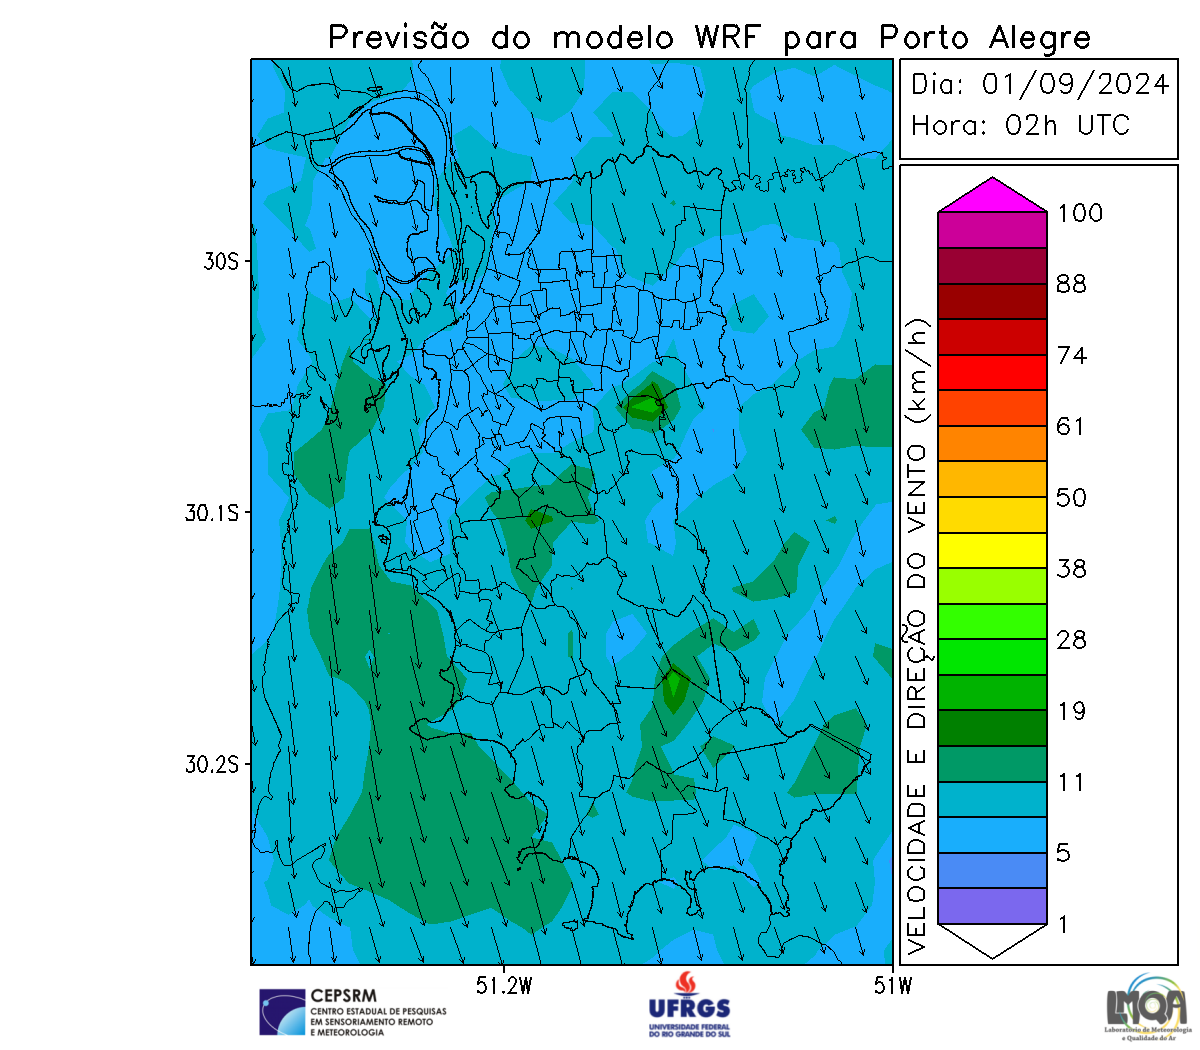 Previsão do modelo WRF para Porto Alegre
Dia: 01/09/2024
Hora: 02h UTC
30S
30.1S
30.2S
51.2W
51W
VELOCIDADE E DIREÇÃO DO VENTO (km/h)
100
88
74
61
50
38
28
19
11
5
1
CEPSRM
CENTRO ESTADUAL DE PESQUISAS
EM SENSORIAMENTO REMOTO
E METEOROLOGIA
UFRGS
UNIVERSIDADE FEDERAL
DO RIO GRANDE DO SUL
LMQA
Laboratório de Meteorologia
e Qualidade do Ar